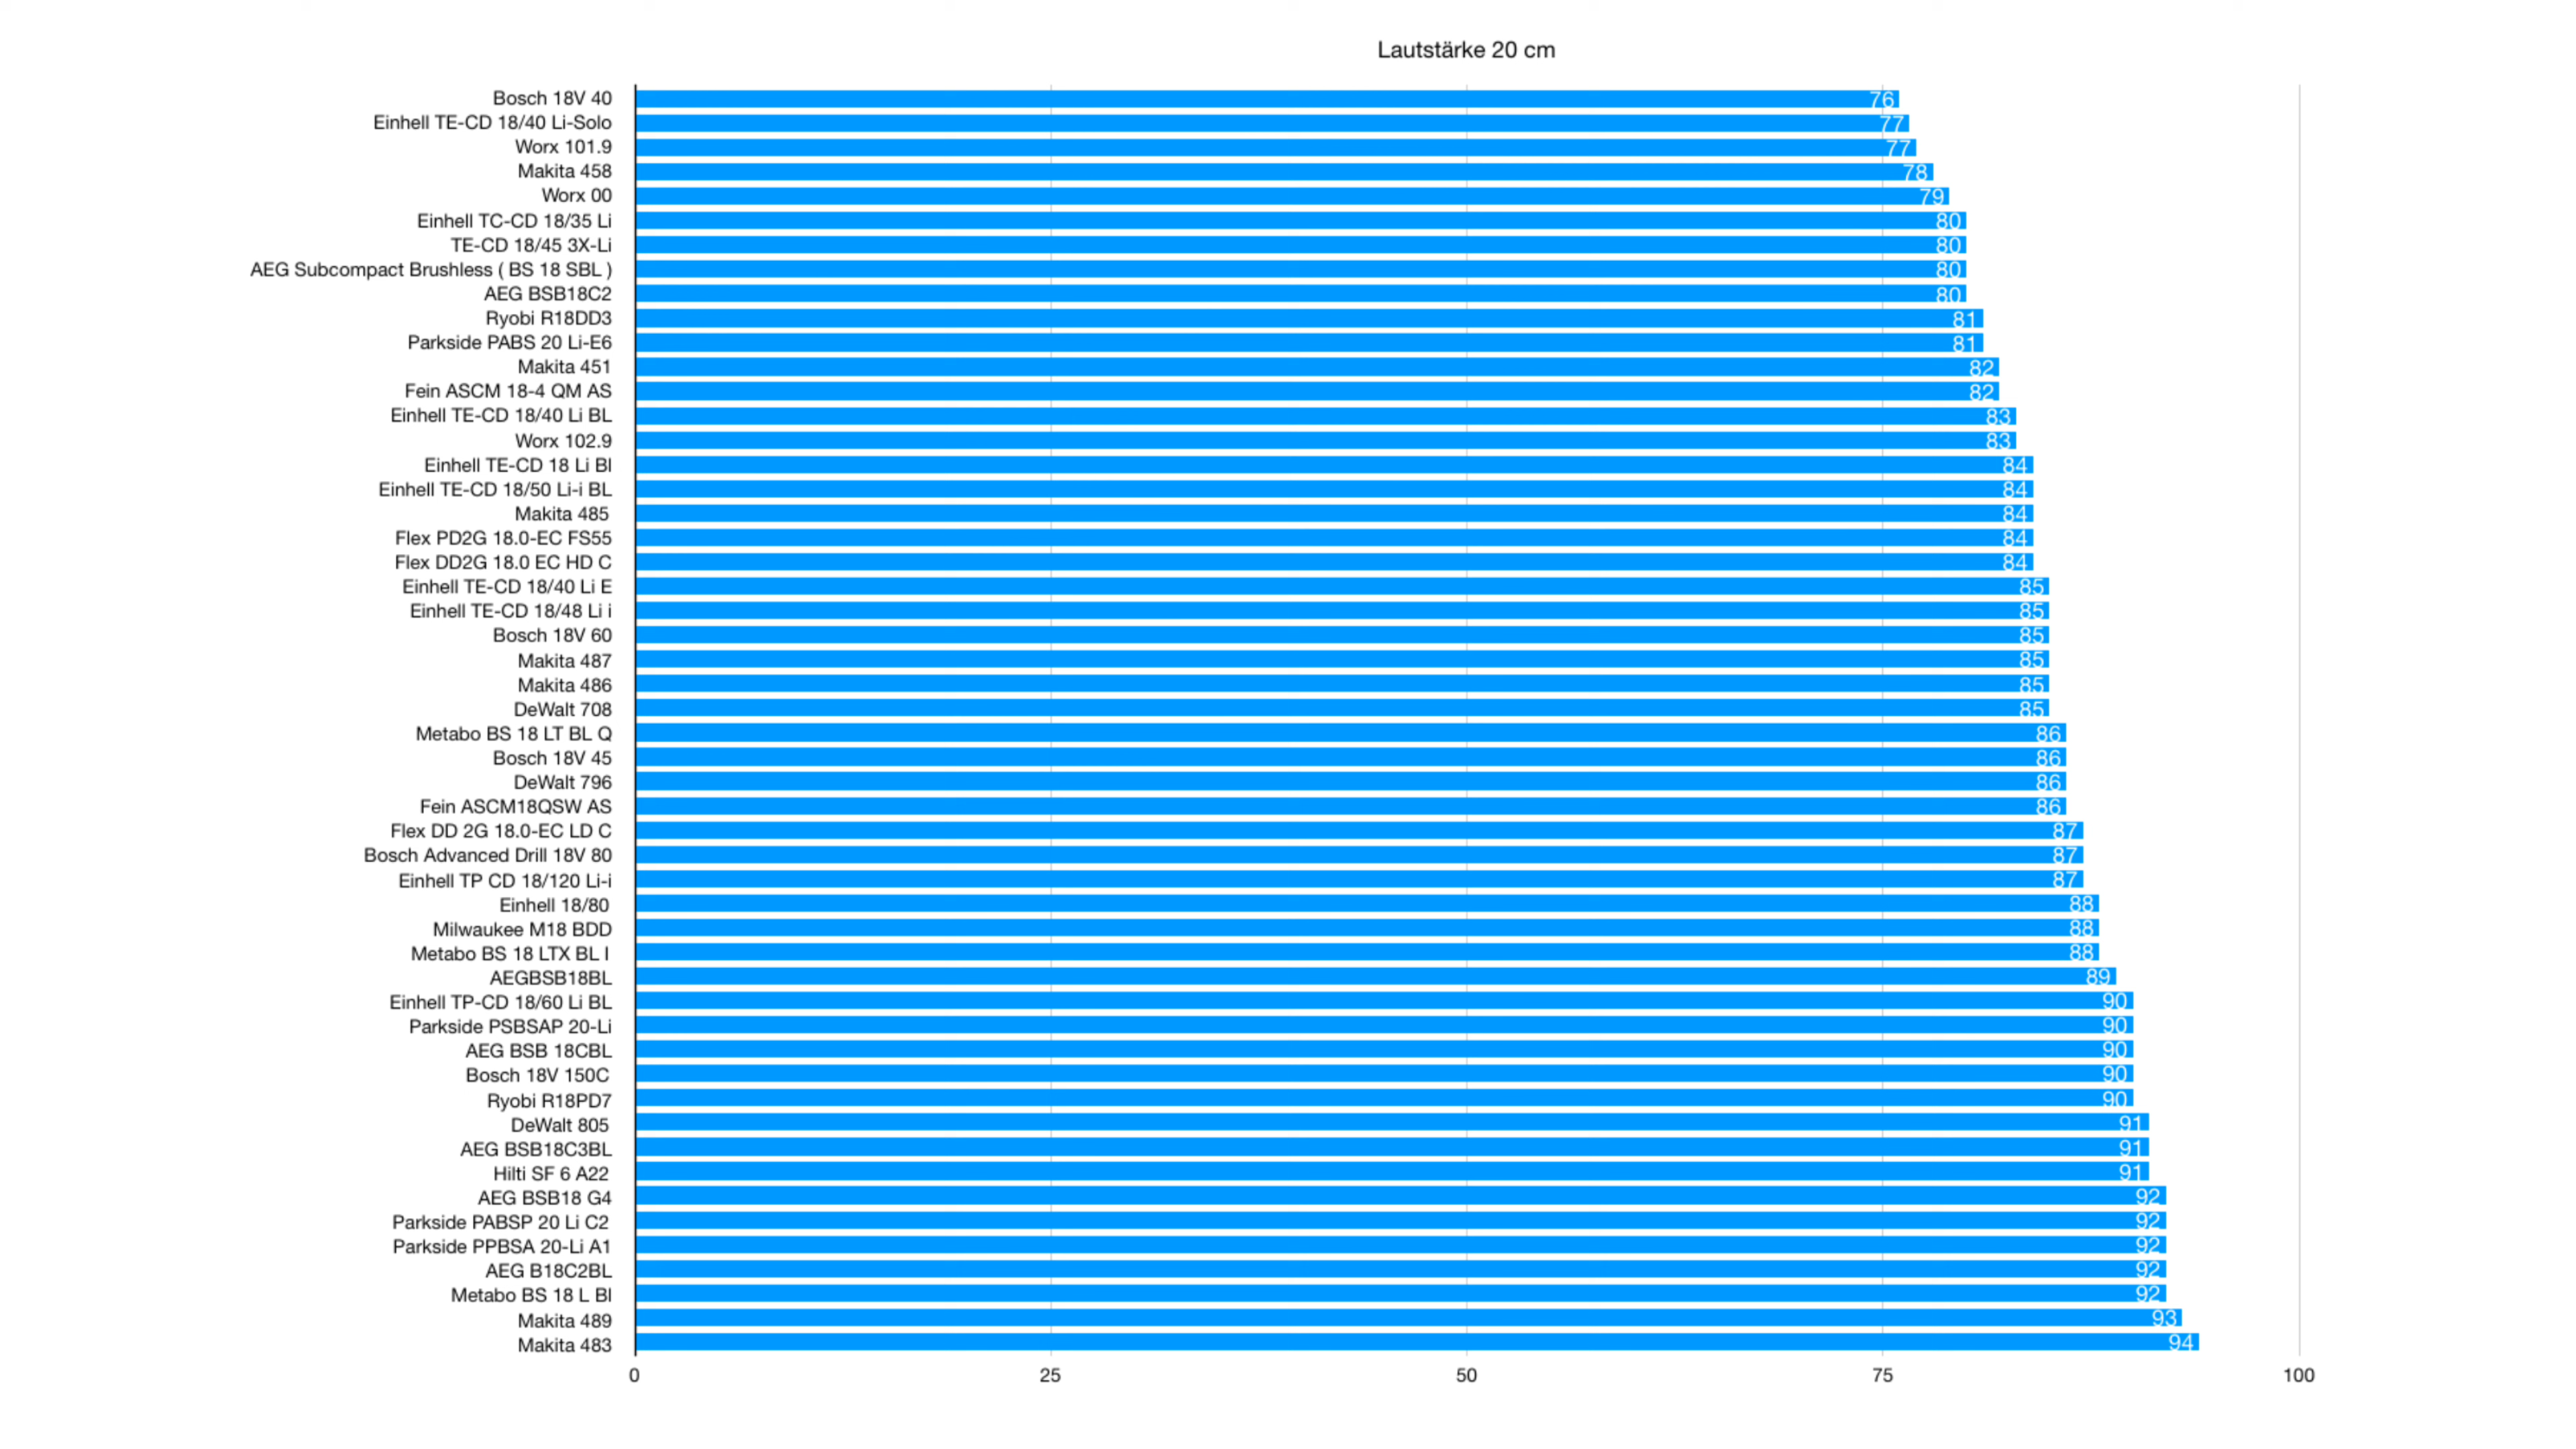 Lautstärke 20 cm
Bosch 18V 40 76
Einhell TE-CD 18/40 Li-Solo 77
Worx 101.9 77
Makita 458 78
Worx 00 79
Einhell TC-CD 18/35 Li 80
TE-CD 18/45 3X-Li 80
AEG Subcompact Brushless ( BS 18 SBL ) 80
AEG BSB18C2 80
Ryobi R18DD3 81
Parkside PABS 20 Li-E6 81
Makita 451 82
Fein ASCM 18-4 QM AS 82
Einhell TE-CD 18/40 Li BL 83
Worx 102.9 83
Einhell TE-CD 18 Li Bl 84
Einhell TE-CD 18/50 Li-i BL 84
Makita 485 84
Flex PD2G 18.0-EC FS55 84
Flex DD2G 18.0 EC HD C 84
Einhell TE-CD 18/40 Li E 85
Einhell TE-CD 18/48 Li i 85
Bosch 18V 60 85
Makita 487 85
Makita 486 85
DeWalt 708 85
Metabo BS 18 LT BL Q 86
Bosch 18V 45 86
DeWalt 796 86
Fein ASCM18QSW AS 86
Flex DD 2G 18.0-EC LD C 87
Bosch Advanced Drill 18V 80 87
Einhell TP CD 18/120 Li-i 87
Einhell 18/80 88
Milwaukee M18 BDD 88
Metabo BS 18 LTX BL I 88
AEGBSB18BL 89
Einhell TP-CD 18/60 Li BL 90
Parkside PSBSAP 20-Li 90
AEG BSB 18CBL 90
Bosch 18V 150C 90
Ryobi R18PD7 90
DeWalt 805 91
AEG BSB18C3BL 91
Hilti SF 6 A22 91
AEG BSB18 G4 92
Parkside PABSP 20 Li C2 92
Parkside PPBSA 20-Li A1 92
AEG B18C2BL 92
Metabo BS 18 L Bl 92
Makita 489 93
Makita 483 94
0 25 50 75 100